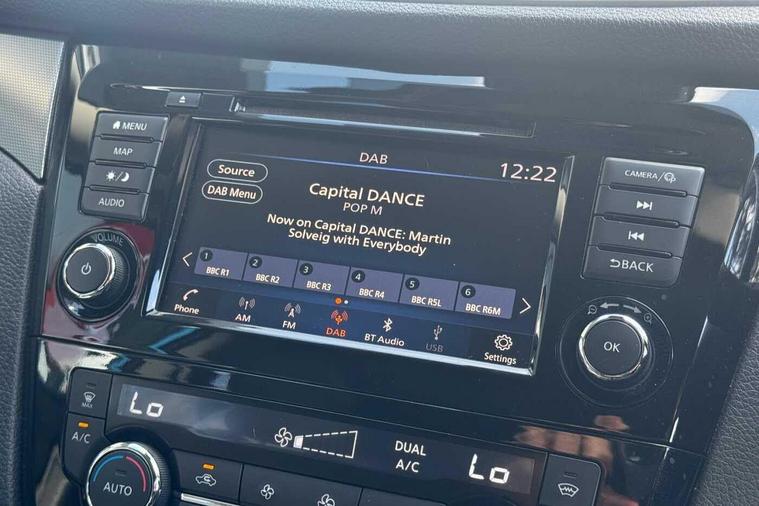 MENU
MAP
AUDIO
VOLUME
DAB
12:22
Source
DAB Menu
Capital DANCE
POP M
Now on Capital DANCE: Martin
Solveig with Everybody
1 BBC R1
2 BBC R2
3 BBC R3
4 BBC R4
5 BBC R5L
6 BBC R6M
Phone
AM
FM
DAB
BT Audio
USB
Settings
CAMERA/
BACK
OK
MAX
A/C
Lo
AUTO
DUAL
A/C
Lo